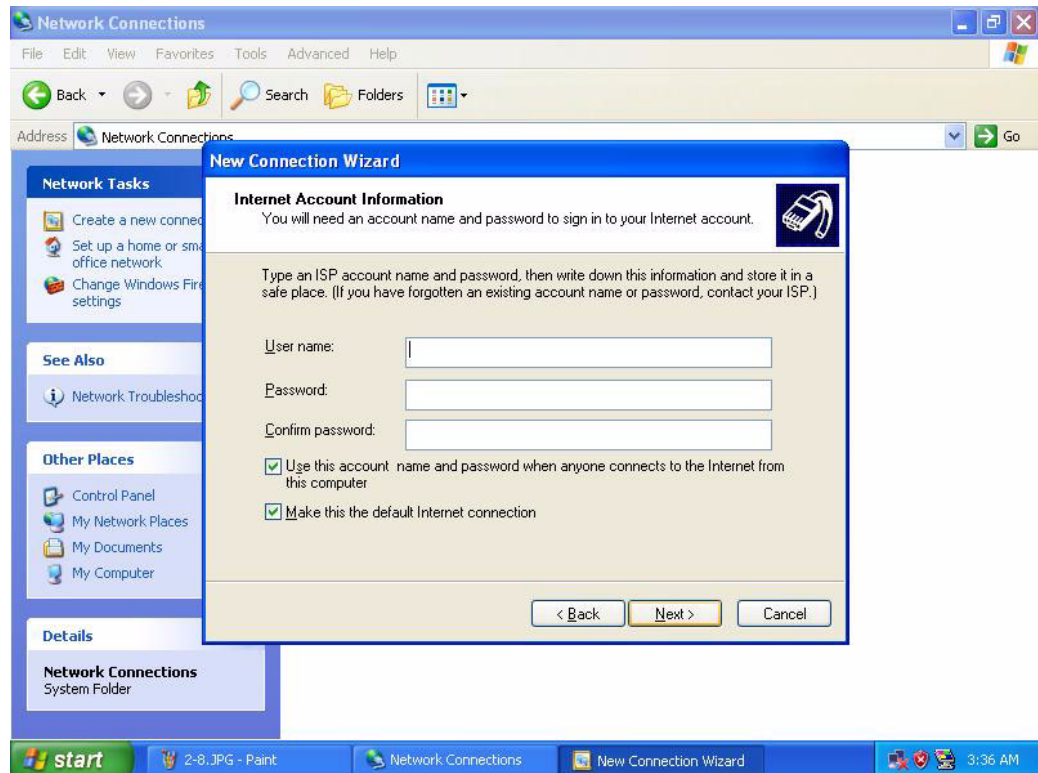 Network Connections
File Edit View Favorites Tools Advanced Help
Back Search Folders
Address Network Connections Go
Network Tasks
Create a new connec
Set up a home or sma
office network
Change Windows Fire
settings
See Also
Network Troubleshoo
Other Places
Control Panel
My Network Places
My Documents
My Computer
Details
Network Connections
System Folder
New Connection Wizard
Internet Account Information
You will need an account name and password to sign in to your Internet account.
Type an ISP account name and password, then write down this information and store it in a
safe place. (If you have forgotten an existing account name or password, contact your ISP.)
User name:
Password:
Confirm password:
Use this account name and password when anyone connects to the Internet from
this computer
Make this the default Internet connection
< Back Next > Cancel
start 2-8.JPG - Paint Network Connections New Connection Wizard 3:36 AM